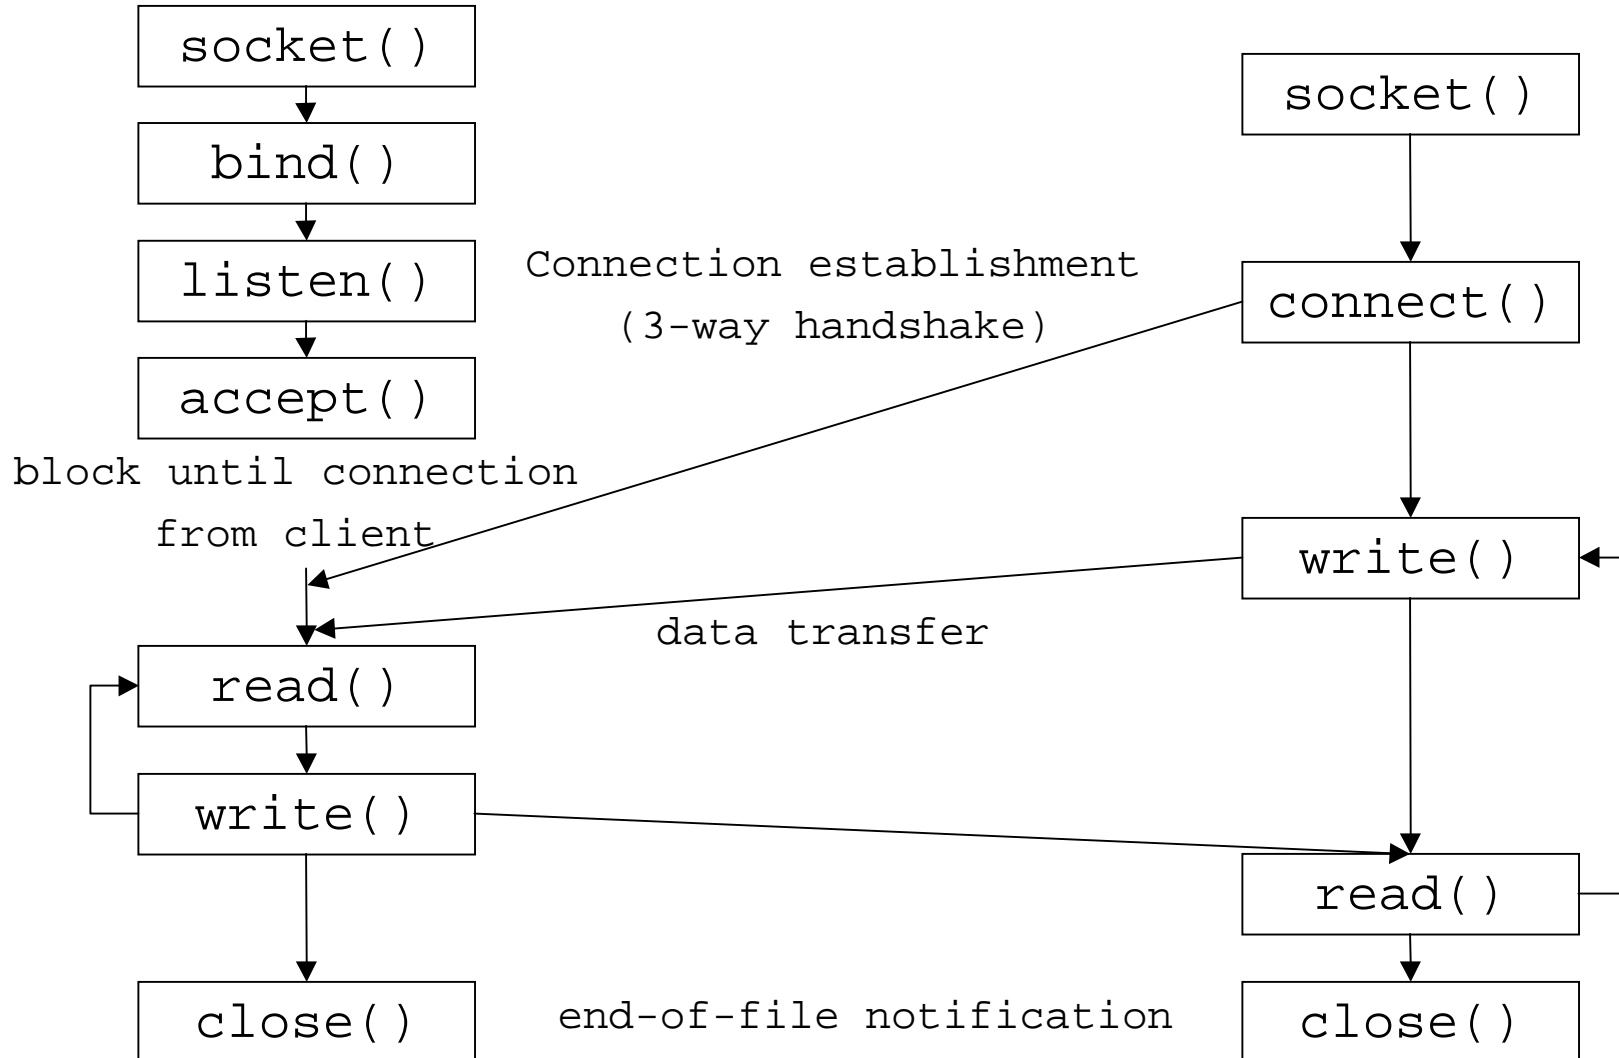 socket()
bind()
listen()
accept()
block until connection
from client
read()
write()
close()
Connection establishment
(3-way handshake)
data transfer
end-of-file notification
socket()
connect()
write()
read()
close()